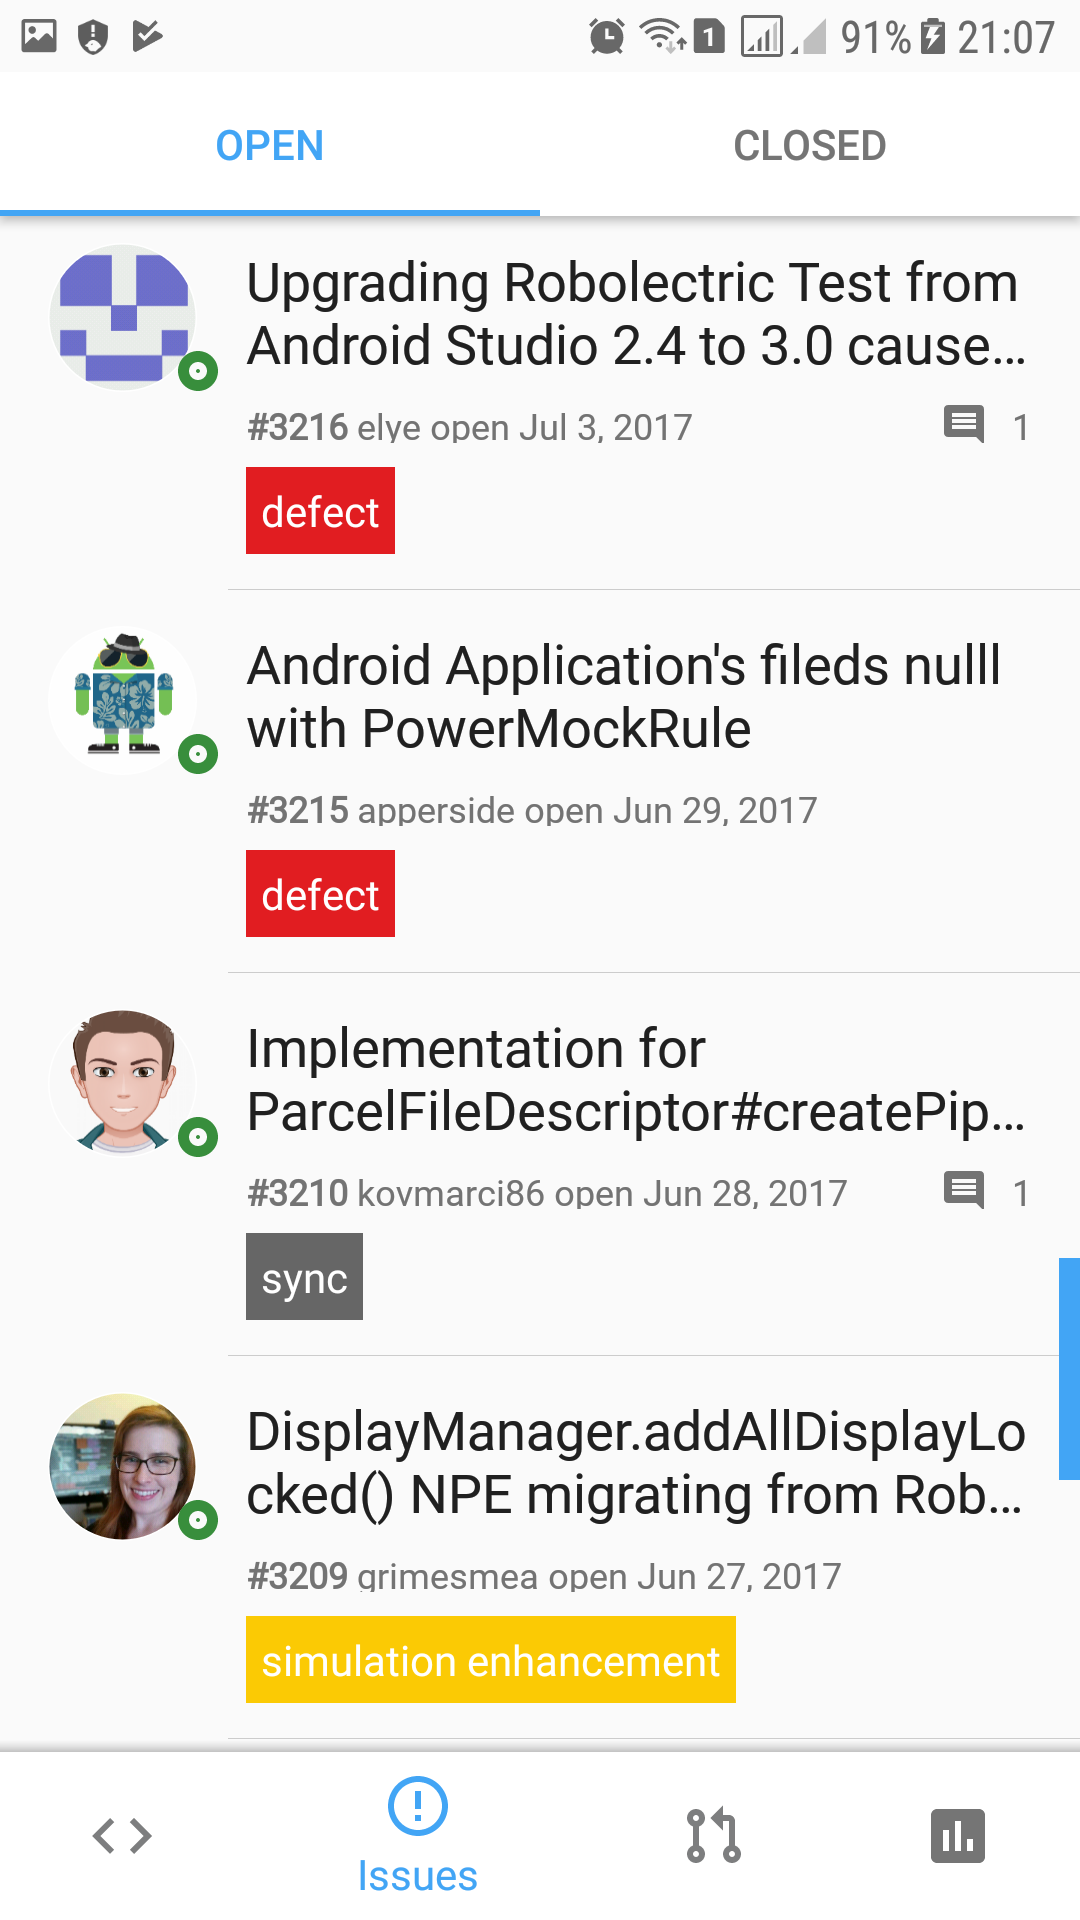 1 91% 21:07
OPEN CLOSED
Upgrading Robolectric Test from
Android Studio 2.4 to 3.0 cause...
#3216 elye open Jul 3, 2017 1
defect
Android Application's fileds nulll
with PowerMockRule
#3215 apperside open Jun 29, 2017
defect
Implementation for
ParcelFileDescriptor#createPip...
#3210 kovmarci86 open Jun 28, 2017 1
sync
DisplayManager.addAllDisplayLo
cked() NPE migrating from Rob...
#3209 grimesmea open Jun 27, 2017
simulation enhancement
Issues